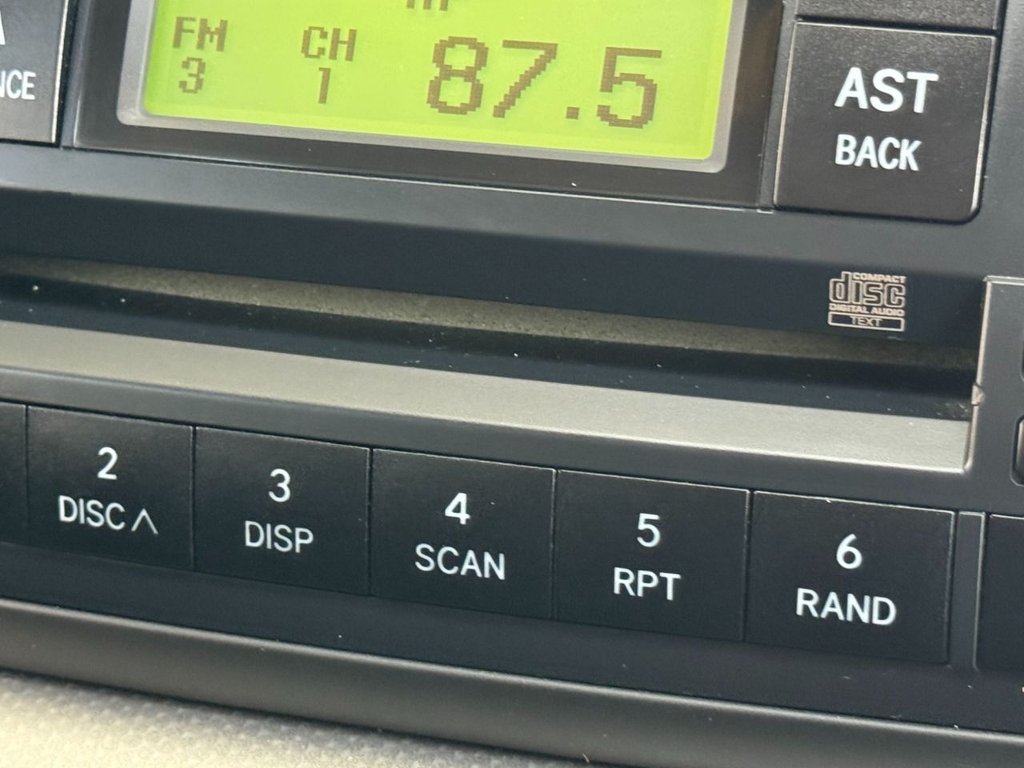 FM CH 87.5
3 1
AST
BACK
COMPACT
disc
DIGITAL AUDIO
TEXT
2 3 4 5 6
DISC∧ DISP SCAN RPT RAND